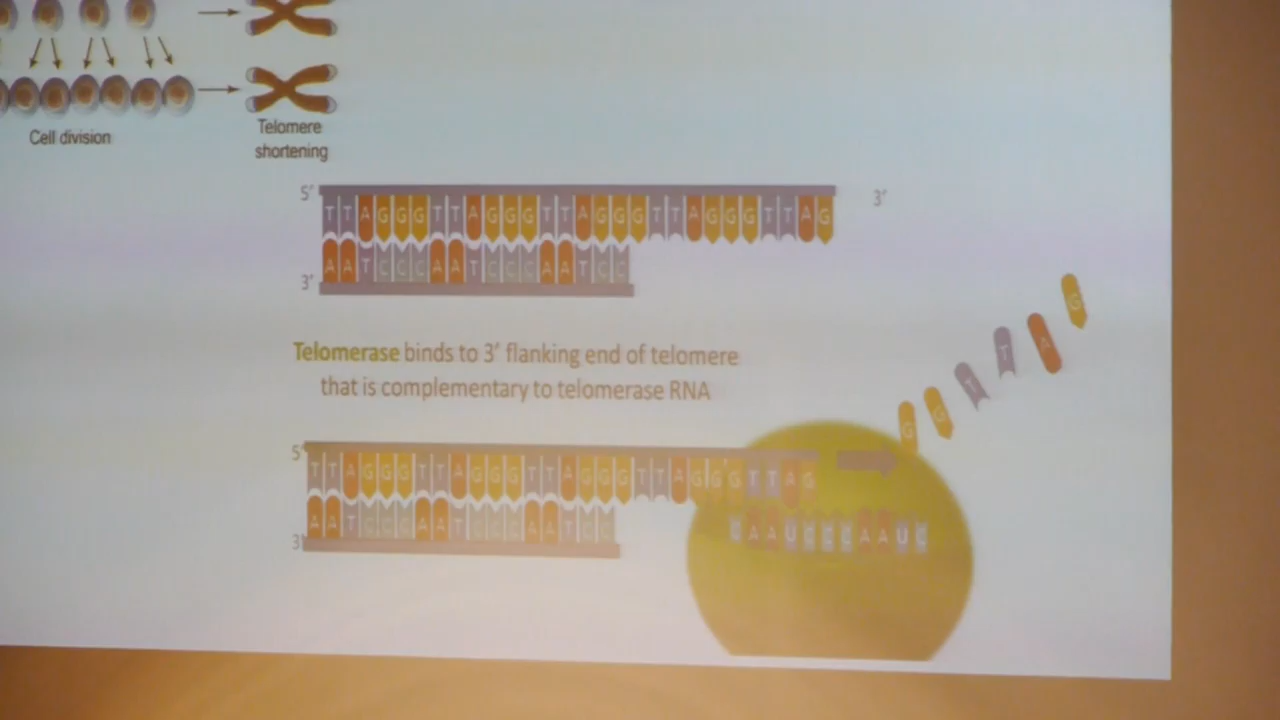 Cell division
Telomere
shortening
5′ 3′
TTAGGGTTAGGGTTAGGGTTAGGGTTAG
AATCCCAATCCCAATCC
3′
Telomerase binds to 3′ flanking end of telomere
that is complementary to telomerase RNA
G G T T A G
5′
TTAGGGTTAGGGTTAGGGTTAGGGTTAG
AATCCCAATCCCAATCC
CAAUCCCAAUC
3′